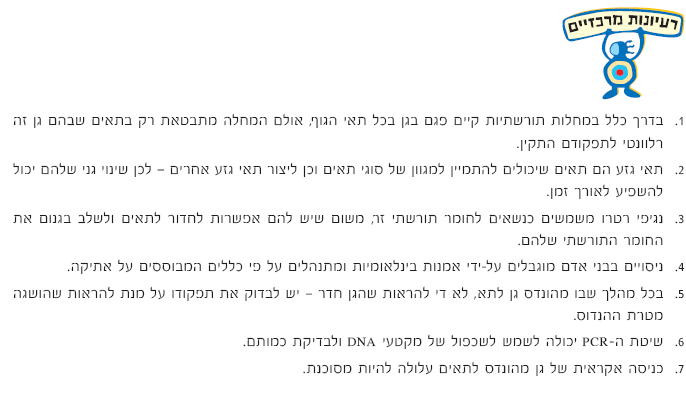 רעיונות מרכזיים
1. בדרך כלל במחלות תורשתיות קיים פגם בגן בכל תאי הגוף, אולם המחלה מתבטאת רק בתאים שבהם גן זה
רלוונטי לתפקודם התקין.
2. תאי גזע הם תאים שיכולים להתמיין למגוון של סוגי תאים וכן ליצור תאי גזע אחרים – לכן שינוי גני שלהם יכול
להשפיע לאורך זמן.
3. נגיפי רטרו משמשים כנשאים לחומר תורשתי זר, משום שיש להם אפשרות לחדור לתאים ולשלב בגנום את
החומר התורשתי שלהם.
4. ניסויים בבני אדם מוגבלים על-ידי אמנות בינלאומיות ומתנהלים על פי כללים המבוססים על אתיקה.
5. בכל מהלך שבו מהונדס גן לתא, לא די להראות שהגן חדר – יש לבדוק את תפקודו על מנת להראות שהושגה
מטרת ההנדוס.
6. שיטת ה-PCR יכולה לשמש לשכפול של מקטעי DNA ולבדיקת כמותם.
7. כניסה אקראית של גן מהונדס לתאים עלולה להיות מסוכנת.